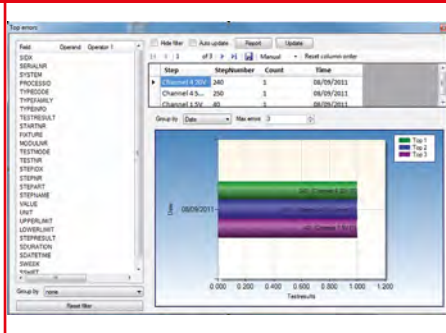 Top errors
Field Operand Operator 1
SIDX
SERIALNR
SYSTEM
PROCESSID
TYPECODE
TYPEFAMILY
TYPEINFO
TESTRESULT
STARTNR
FIXTURE
MODULNR
TESTMODE
TESTNR
STEPIDX
STEPNR
STEPART
STEPNAME
VALUE
UNIT
UPPERLIMIT
LOWERLIMIT
STEPRESULT
SDURATION
SDATETIME
SWEEK
Group by none
Reset filter
Hide filter Auto update Report Update
1 of 3 Manual Reset column order
Step StepNumber Count Time
Channel 4 30V 240 1 08/09/2011
Channel 4 5... 250 1 08/09/2011
Channel 1 5V 40 1 08/09/2011
Group by Date Max errors 3
Top 1
Top 2
Top 3
Date
08/09/2011
0.000 0.200 0.400 0.600 0.800 1.000 1.200
Testresults